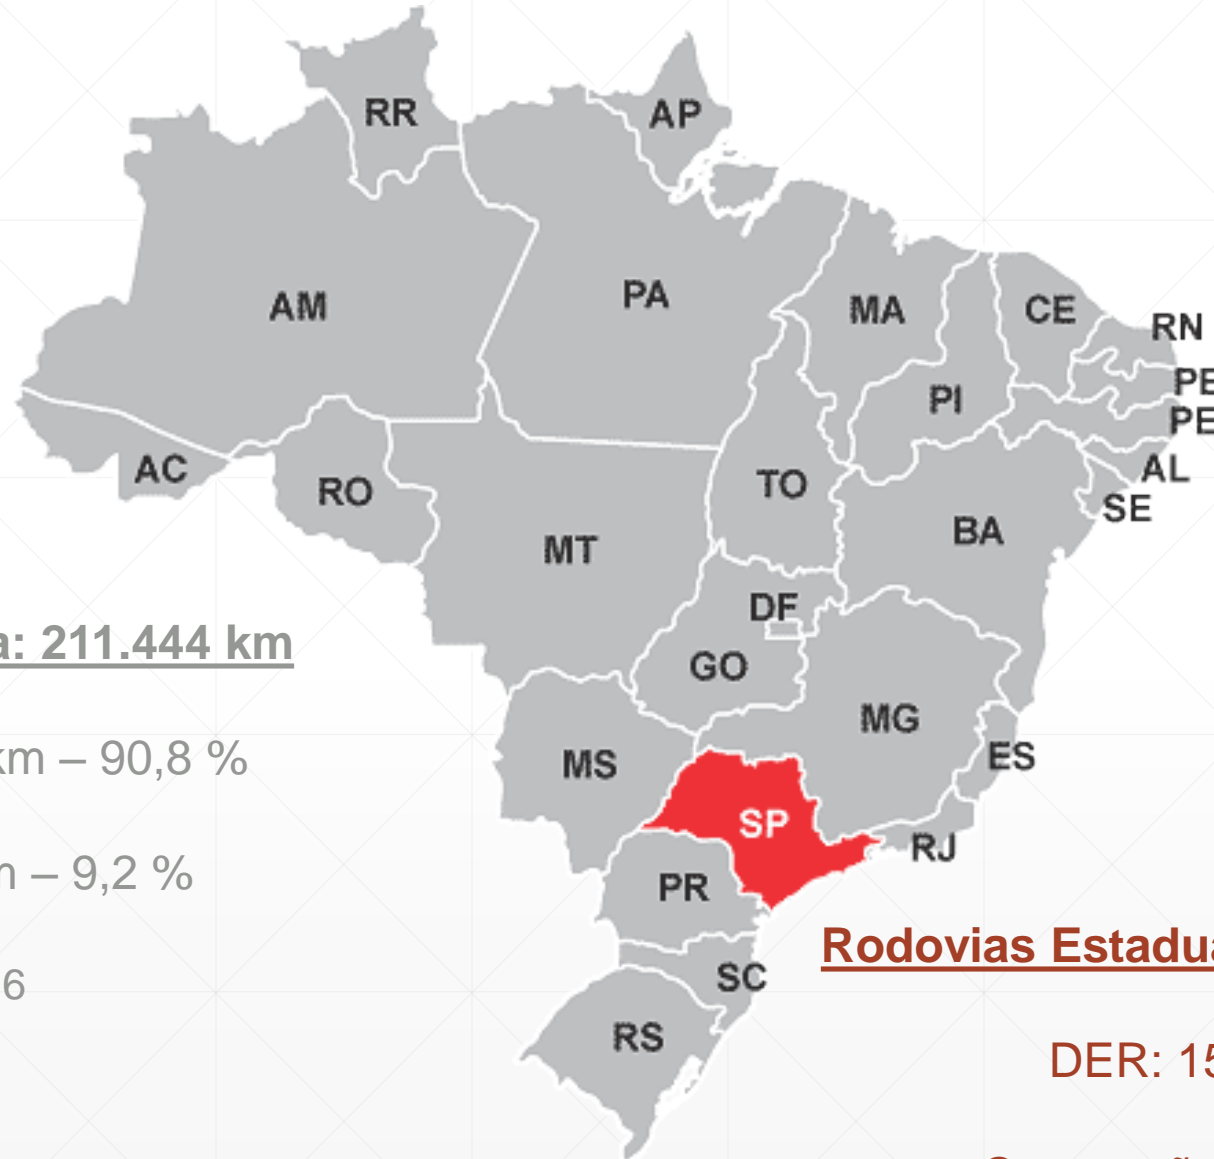 RR
AP
AM
PA
MA
CE
RN
PB
PE
PI
AC
RO
TO
AL
SE
BA
MT
DF
a: 211.444 km
GO
MG
ES
km – 90,8 %
MS
SP
RJ
m – 9,2 %
PR
Rodovias Estadua
SC
6
RS
DER: 15